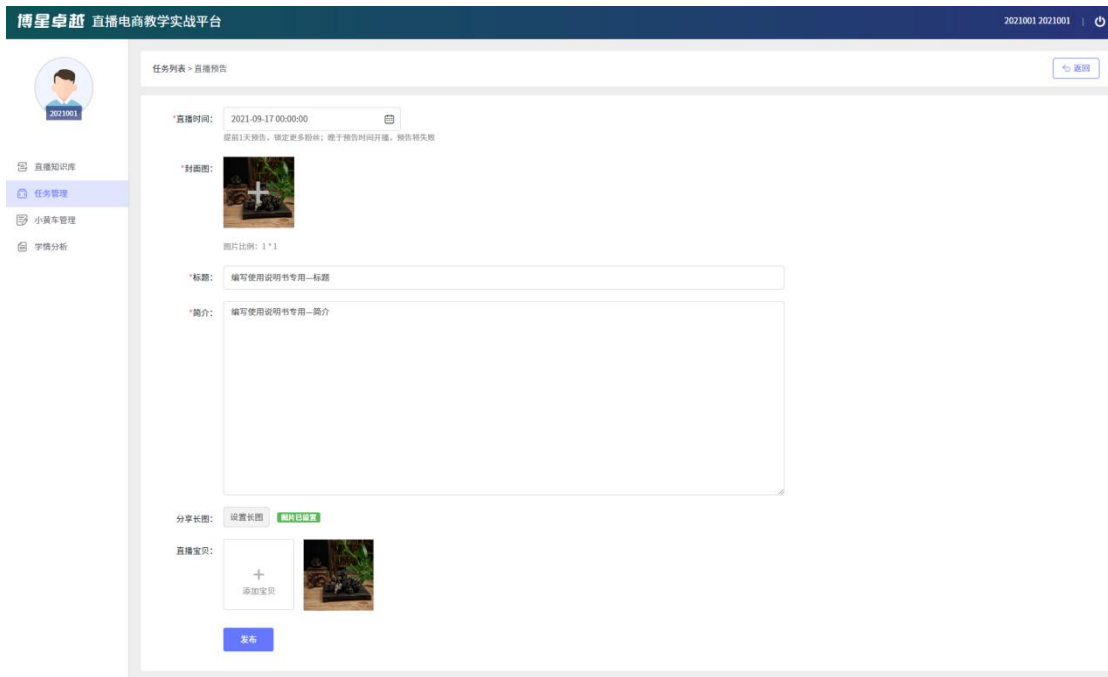 博星卓越 直播电商教学实战平台
2021001 2021001
2021001
任务列表 > 直播预告
返回
直播知识库
任务管理
小黄车管理
学情分析
*直播时间: 2021-09-17 00:00:00
提前1天预告，锁定更多粉丝；晚于预告时间开播，预告将失败
*封面图:
图片比例: 1 * 1
*标题: 编写使用说明书专用—标题
*简介: 编写使用说明书专用—简介
分享长图: 设置长图 图片已设置
直播宝贝:
添加宝贝
发布